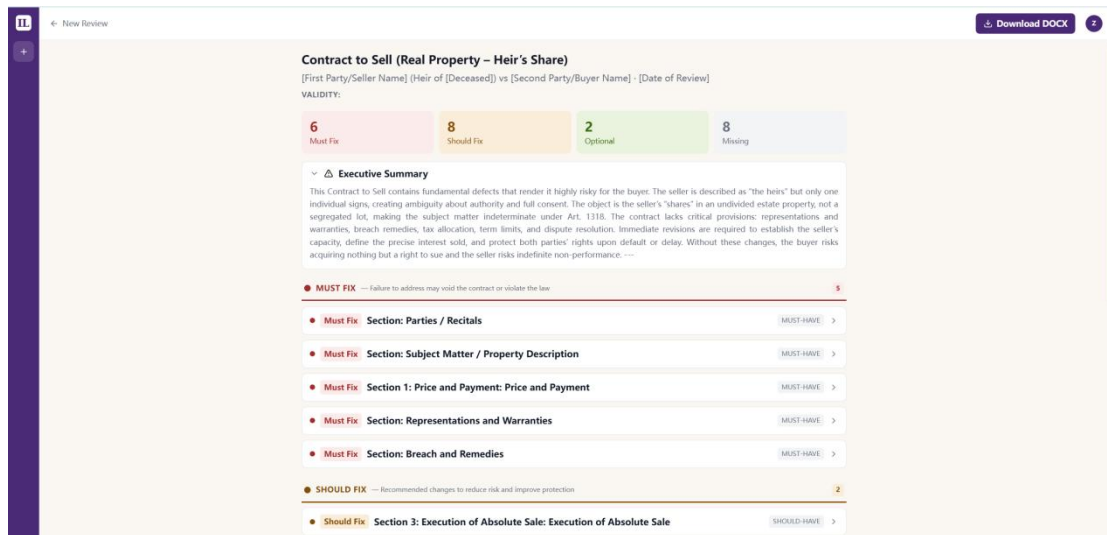 IL
← New Review
Download DOCX
Z
+
Contract to Sell (Real Property – Heir's Share)
[First Party/Seller Name] (Heir of [Deceased]) vs [Second Party/Buyer Name] · [Date of Review]
VALIDITY:
6
Must Fix
8
Should Fix
2
Optional
8
Missing
Executive Summary
This Contract to Sell contains fundamental defects that render it highly risky for the buyer. The seller is described as "the heirs" but only one
individual signs, creating ambiguity about authority and full consent. The object is the seller's "shares" in an undivided estate property, not a
segregated lot, making the subject matter indeterminate under Art. 1318. The contract lacks critical provisions: representations and
warranties, breach remedies, tax allocation, term limits, and dispute resolution. Immediate revisions are required to establish the seller's
capacity, define the precise interest sold, and protect both parties' rights upon default or delay. Without these changes, the buyer risks
acquiring nothing but a right to sue and the seller risks indefinite non-performance. ---
MUST FIX — Failure to address may void the contract or violate the law 5
Must Fix Section: Parties / Recitals MUST-HAVE
Must Fix Section: Subject Matter / Property Description MUST-HAVE
Must Fix Section 1: Price and Payment: Price and Payment MUST-HAVE
Must Fix Section: Representations and Warranties MUST-HAVE
Must Fix Section: Breach and Remedies MUST-HAVE
SHOULD FIX — Recommended changes to reduce risk and improve protection 2
Should Fix Section 3: Execution of Absolute Sale: Execution of Absolute Sale SHOULD-HAVE